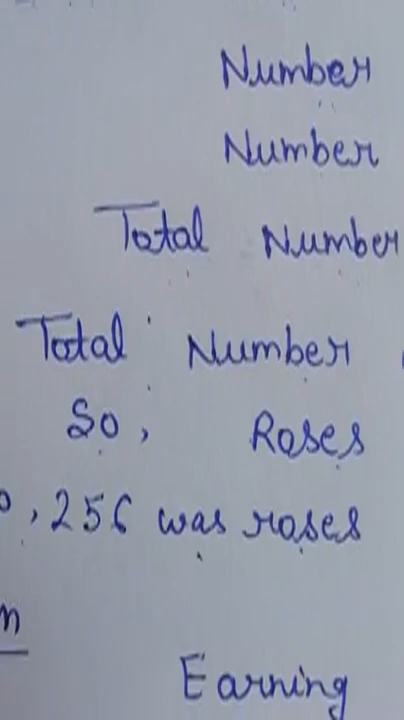 Number
Number
Total Number
Total Number
So, Roses
, 256 was roses
Earning